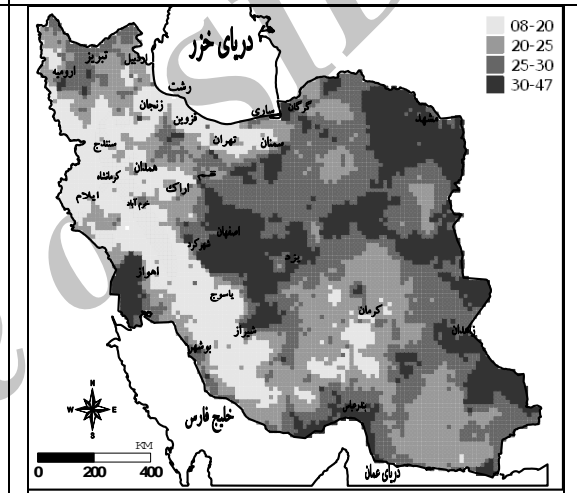 08-20
20-25
25-30
30-47
دریای خزر
اردبیل
تبریز
ارومیه
رشت
زنجان
قزوین
ساری
گرگان
مشهد
تهران
سمنان
سنندج
همدان
کرمانشاه
قم
اراک
ایلام
خرم آباد
اصفهان
شهرکرد
یزد
اهواز
یاسوج
کرمان
شیراز
زاهدان
بوشهر
بندرعباس
خلیج فارس
دریای عمان
N
W E
S
KM
0 200 400